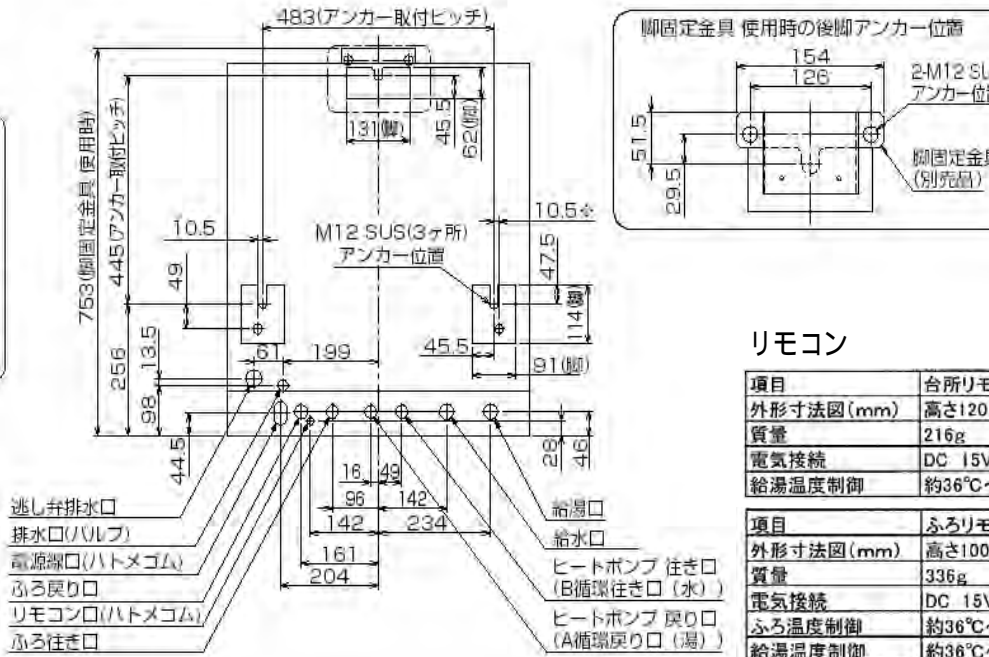 483(アンカー取付ピッチ)
脚固定金具 使用時の後脚アンカー位置
154
126
2-M12 SU
アンカー位置
51.5
29.5
脚固定金具
(別売品)
753(脚固定金具 使用時)
445(アンカー取付ピッチ)
131(脚)
45.5
62(脚)
10.5
M12 SUS(3ヶ所)
アンカー位置
10.5※
47.5
49
114(脚)
45.5
91(脚)
61
199
13.5
256
98
44.5
28
46
16
49
96
142
142
234
161
204
逃し弁排水口
排水口(バルブ)
電源線口(ハトメゴム)
ふろ戻り口
リモコン口(ハトメゴム)
ふろ往き口
給湯口
給水口
ヒートポンプ 往き口
(B循環往き口(水))
ヒートポンプ 戻り口
(A循環戻り口(湯))
リモコン
項目 台所リモ
外形寸法図(mm) 高さ120
質量 216g
電気接続 DC 15V
給湯温度制御 約36℃~
項目 ふろリモ
外形寸法図(mm) 高さ100
質量 336g
電気接続 DC 15V
ふろ温度制御 約36℃~
給湯温度制御 約36℃~